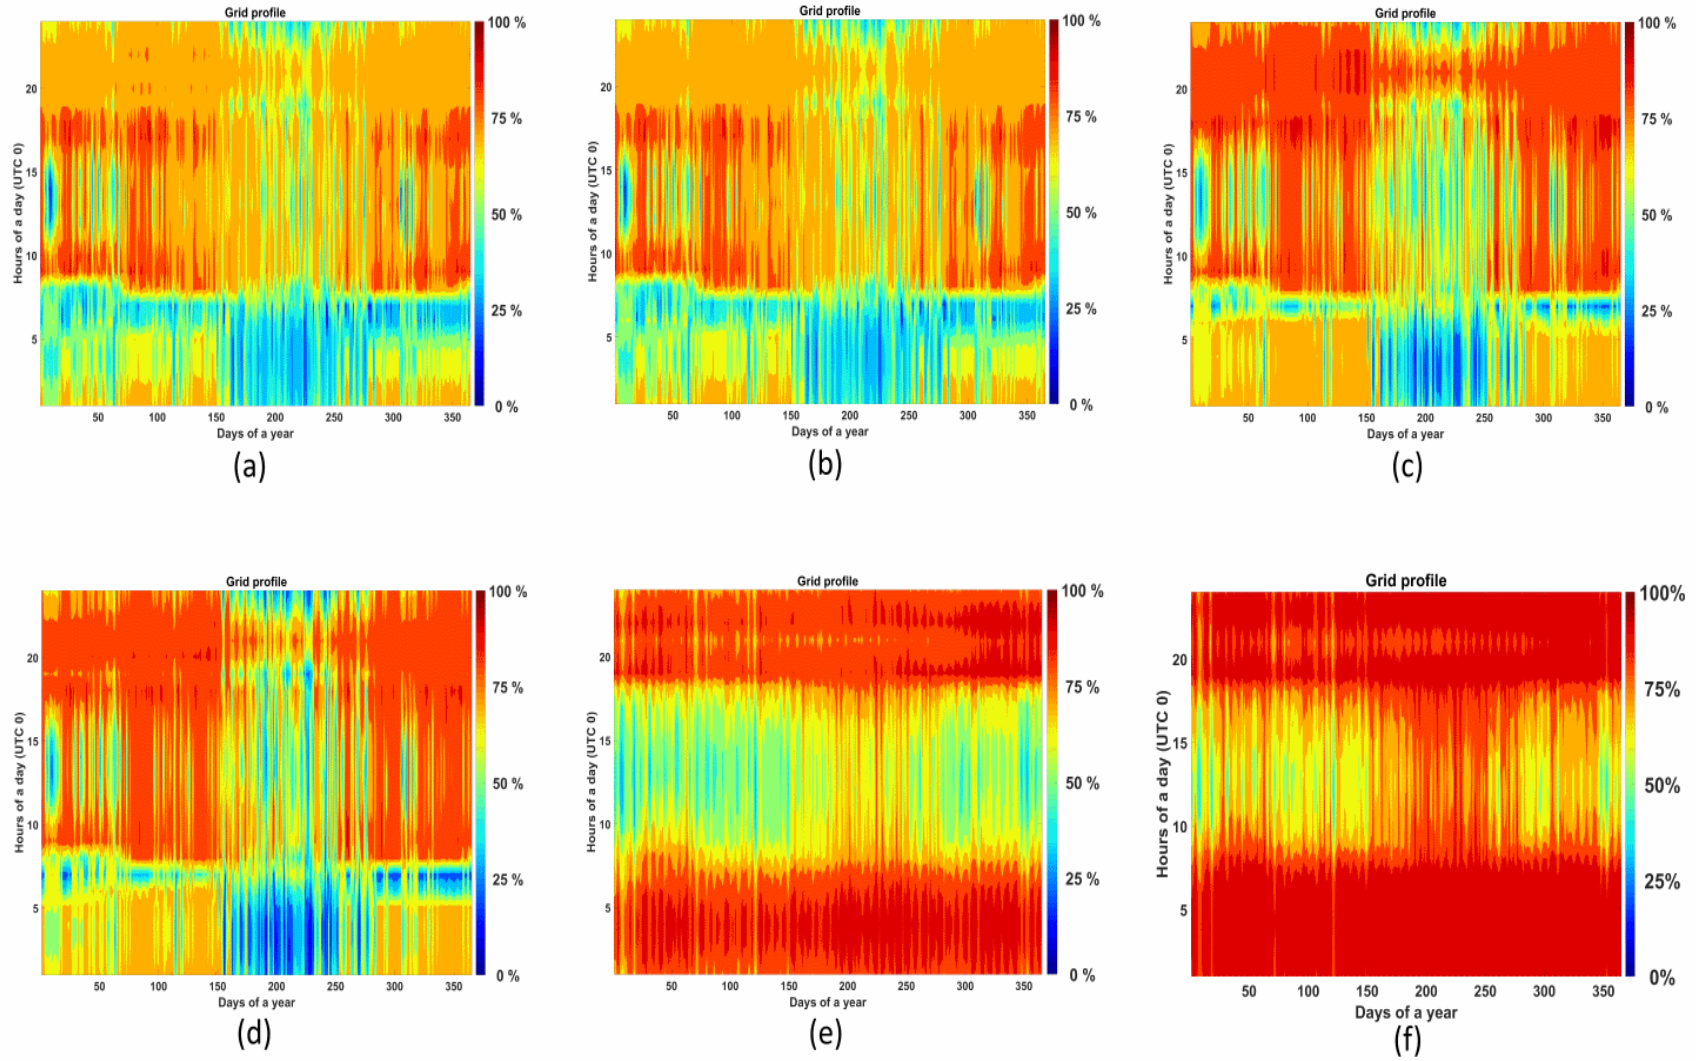 Grid profile
100 %
75 %
50 %
25 %
0 %
20
15
10
5
Hours of a day (UTC 0)
50 100 150 200 250 300 350
Days of a year
(a)
Grid profile
100 %
75 %
50 %
25 %
0 %
20
15
10
5
Hours of a day (UTC 0)
50 100 150 200 250 300 350
Days of a year
(b)
Grid profile
100 %
75 %
50 %
25 %
0 %
20
15
10
5
Hours of a day (UTC 0)
50 100 150 200 250 300 350
Days of a year
(c)
Grid profile
100 %
75 %
50 %
25 %
0 %
20
15
10
5
Hours of a day (UTC 0)
50 100 150 200 250 300 350
Days of a year
(d)
Grid profile
100 %
75 %
50 %
25 %
0 %
20
15
10
5
Hours of a day (UTC 0)
50 100 150 200 250 300 350
Days of a year
(e)
Grid profile
100%
75%
50%
25%
0%
20
15
10
5
Hours of a day (UTC 0)
50 100 150 200 250 300 350
Days of a year
(f)